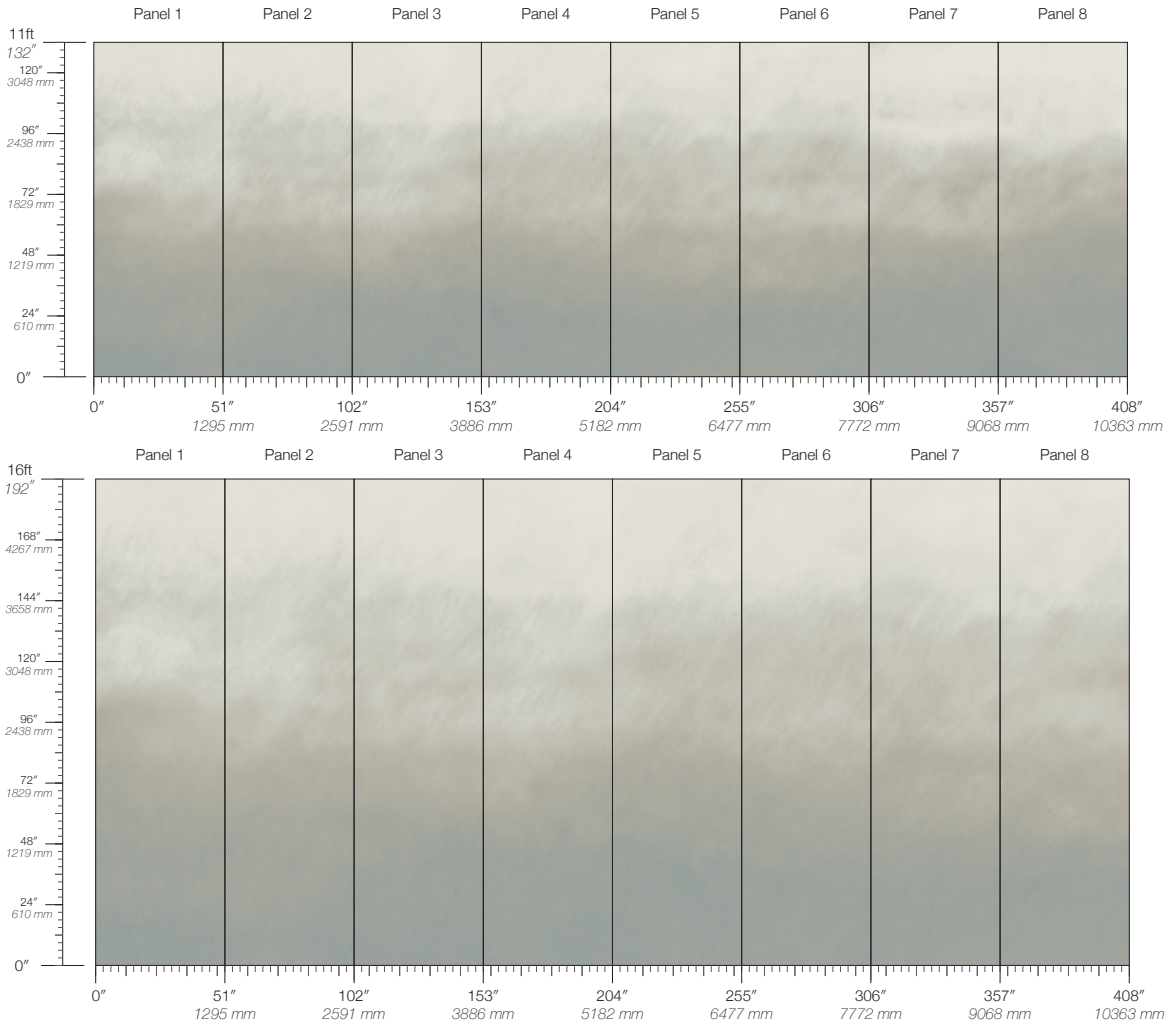 Panel 1 Panel 2 Panel 3 Panel 4 Panel 5 Panel 6 Panel 7 Panel 8
11ft
132″
120″
3048 mm
96″
2438 mm
72″
1829 mm
48″
1219 mm
24″
610 mm
0″
0″ 51″ 102″ 153″ 204″ 255″ 306″ 357″ 408″
1295 mm 2591 mm 3886 mm 5182 mm 6477 mm 7772 mm 9068 mm 10363 mm
Panel 1 Panel 2 Panel 3 Panel 4 Panel 5 Panel 6 Panel 7 Panel 8
16ft
192″
168″
4267 mm
144″
3658 mm
120″
3048 mm
96″
2438 mm
72″
1829 mm
48″
1219 mm
24″
610 mm
0″
0″ 51″ 102″ 153″ 204″ 255″ 306″ 357″ 408″
1295 mm 2591 mm 3886 mm 5182 mm 6477 mm 7772 mm 9068 mm 10363 mm